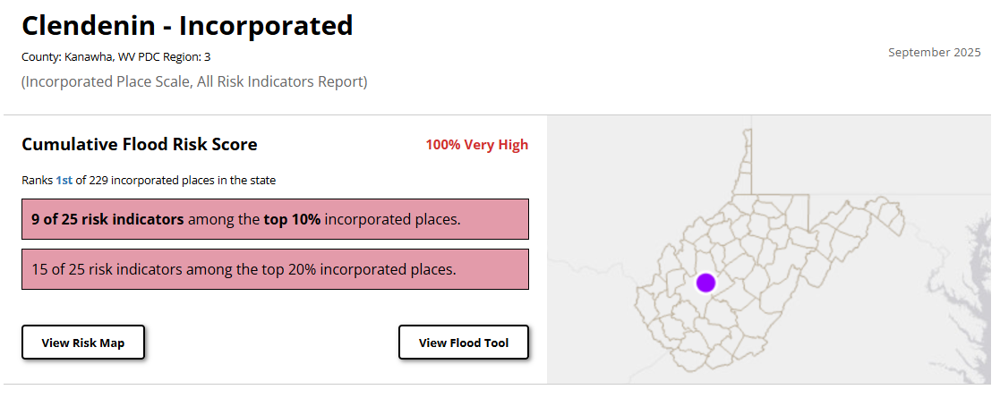 Clendenin - Incorporated
County: Kanawha, WV PDC Region: 3
September 2025
(Incorporated Place Scale, All Risk Indicators Report)
Cumulative Flood Risk Score
100% Very High
Ranks 1st of 229 incorporated places in the state
9 of 25 risk indicators among the top 10% incorporated places.
15 of 25 risk indicators among the top 20% incorporated places.
View Risk Map
View Flood Tool